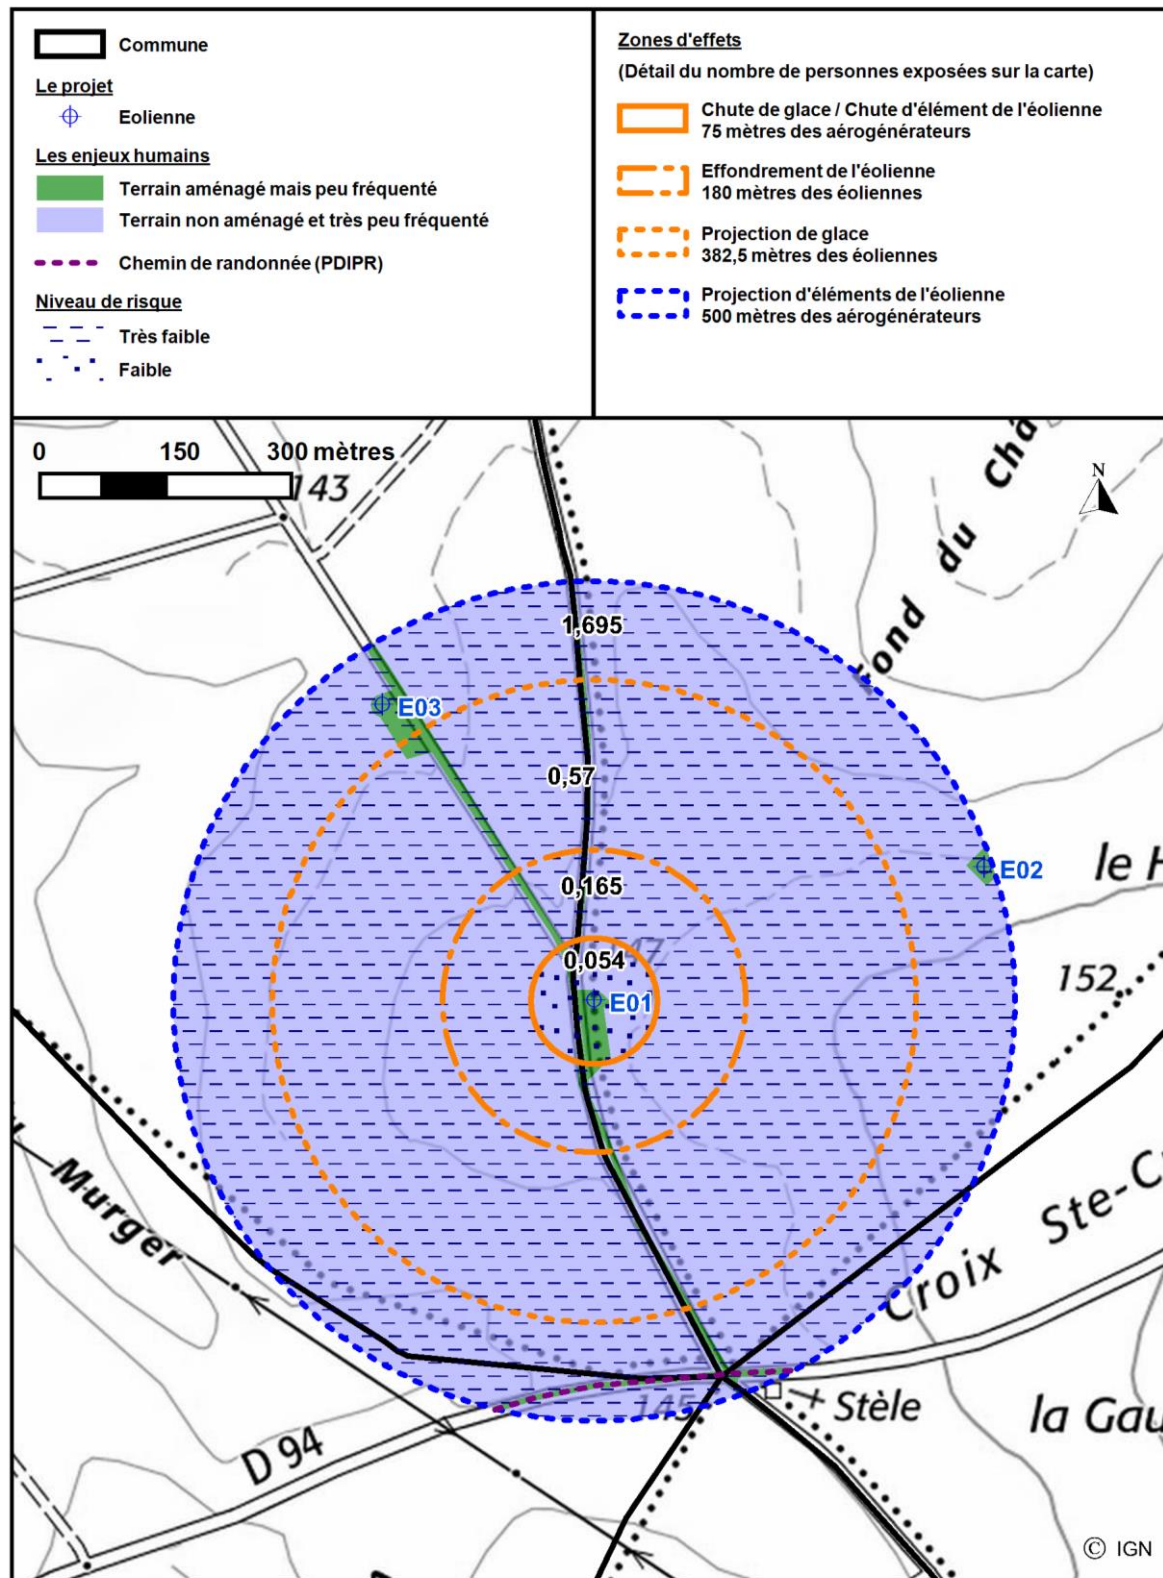 Commune
Le projet
Eolienne
Les enjeux humains
Terrain aménagé mais peu fréquenté
Terrain non aménagé et très peu fréquenté
Chemin de randonnée (PDIPR)
Niveau de risque
Très faible
Faible
Zones d'effets
(Détail du nombre de personnes exposées sur la carte)
Chute de glace / Chute d'élément de l'éolienne
75 mètres des aérogénérateurs
Effondrement de l'éolienne
180 mètres des éoliennes
Projection de glace
382,5 mètres des éoliennes
Projection d'éléments de l'éolienne
500 mètres des aérogénérateurs
0 150 300 mètres
143
N
du
1,695
E03
0,57
E02
le
0,165
0,054
147
E01
152
Murger
Croix
145
Stèle
la
D 94
© IGN